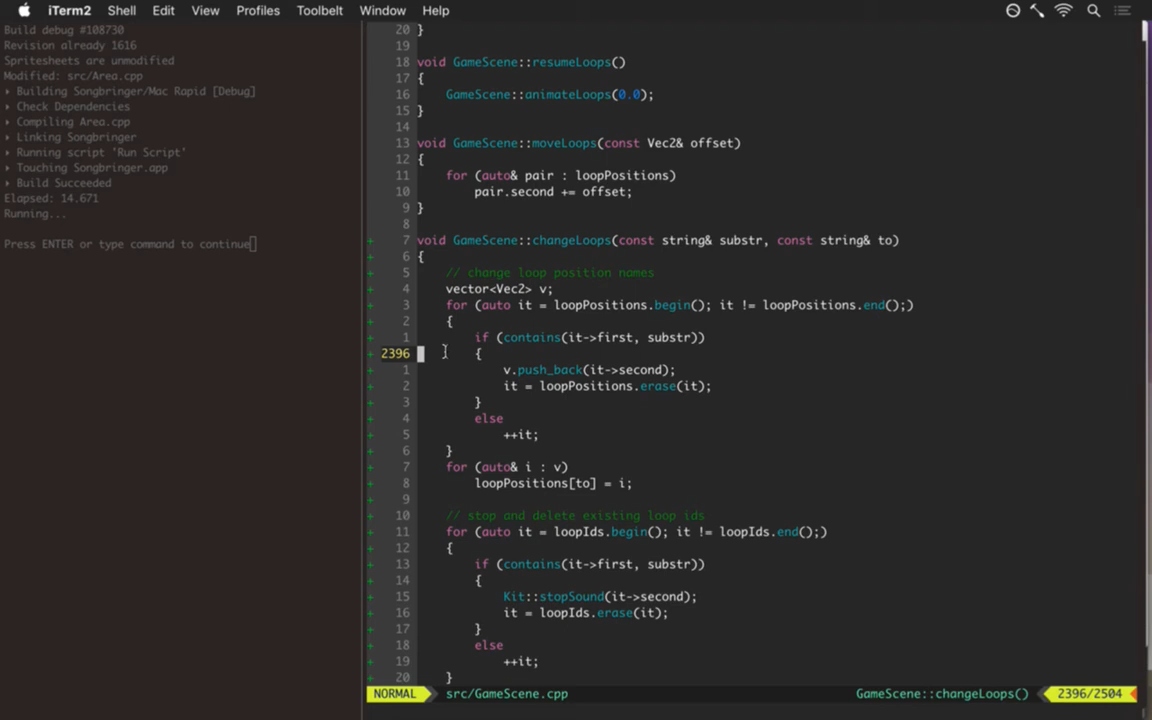 iTerm2 Shell Edit View Profiles Toolbelt Window Help
Build debug #108730
Revision already 1616
Spritesheets are unmodified
Modified: src/Area.cpp
▸ Building Songbringer/Mac Rapid [Debug]
▸ Check Dependencies
▸ Compiling Area.cpp
▸ Linking Songbringer
▸ Running script 'Run Script'
▸ Touching Songbringer.app
▸ Build Succeeded
Elapsed: 14.671
Running...
Press ENTER or type command to continue
20 }
19
18 void GameScene::resumeLoops()
17 {
16 GameScene::animateLoops(0.0);
15 }
14
13 void GameScene::moveLoops(const Vec2& offset)
12 {
11 for (auto& pair : loopPositions)
10 pair.second += offset;
9 }
8
+ 7 void GameScene::changeLoops(const string& substr, const string& to)
+ 6 {
+ 5 // change loop position names
+ 4 vector<Vec2> v;
+ 3 for (auto it = loopPositions.begin(); it != loopPositions.end();)
+ 2 {
+ 1 if (contains(it->first, substr))
+ 2396 {
+ 1 v.push_back(it->second);
+ 2 it = loopPositions.erase(it);
+ 3 }
+ 4 else
+ 5 ++it;
+ 6 }
+ 7 for (auto& i : v)
+ 8 loopPositions[to] = i;
+ 9
+ 10 // stop and delete existing loop ids
+ 11 for (auto it = loopIds.begin(); it != loopIds.end();)
+ 12 {
+ 13 if (contains(it->first, substr))
+ 14 {
+ 15 Kit::stopSound(it->second);
+ 16 it = loopIds.erase(it);
+ 17 }
+ 18 else
+ 19 ++it;
+ 20 }
NORMAL src/GameScene.cpp GameScene::changeLoops() 2396/2504